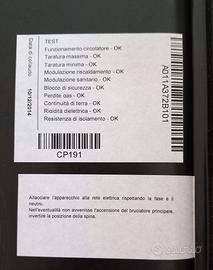 TEST
Funzionamento circolatore - OK
Taratura massima - OK
Taratura minima - OK
Modulazione riscaldamento - OK
Modulazione sanitario - OK
Blocco di sicurezza - OK
Perdite gas - OK
Continuità di terra - OK
Rigidità dielettrica - OK
Resistenza di isolamento - OK
Data di collaudo 10/12/2014
A011A372B101
CP191
Allacciare l'apparecchio alla rete elettrica rispettando la fase e il
neutro.
Nell'eventualità non avvenisse l'accensione del bruciatore principale,
invertire la posizione della spina.
subito